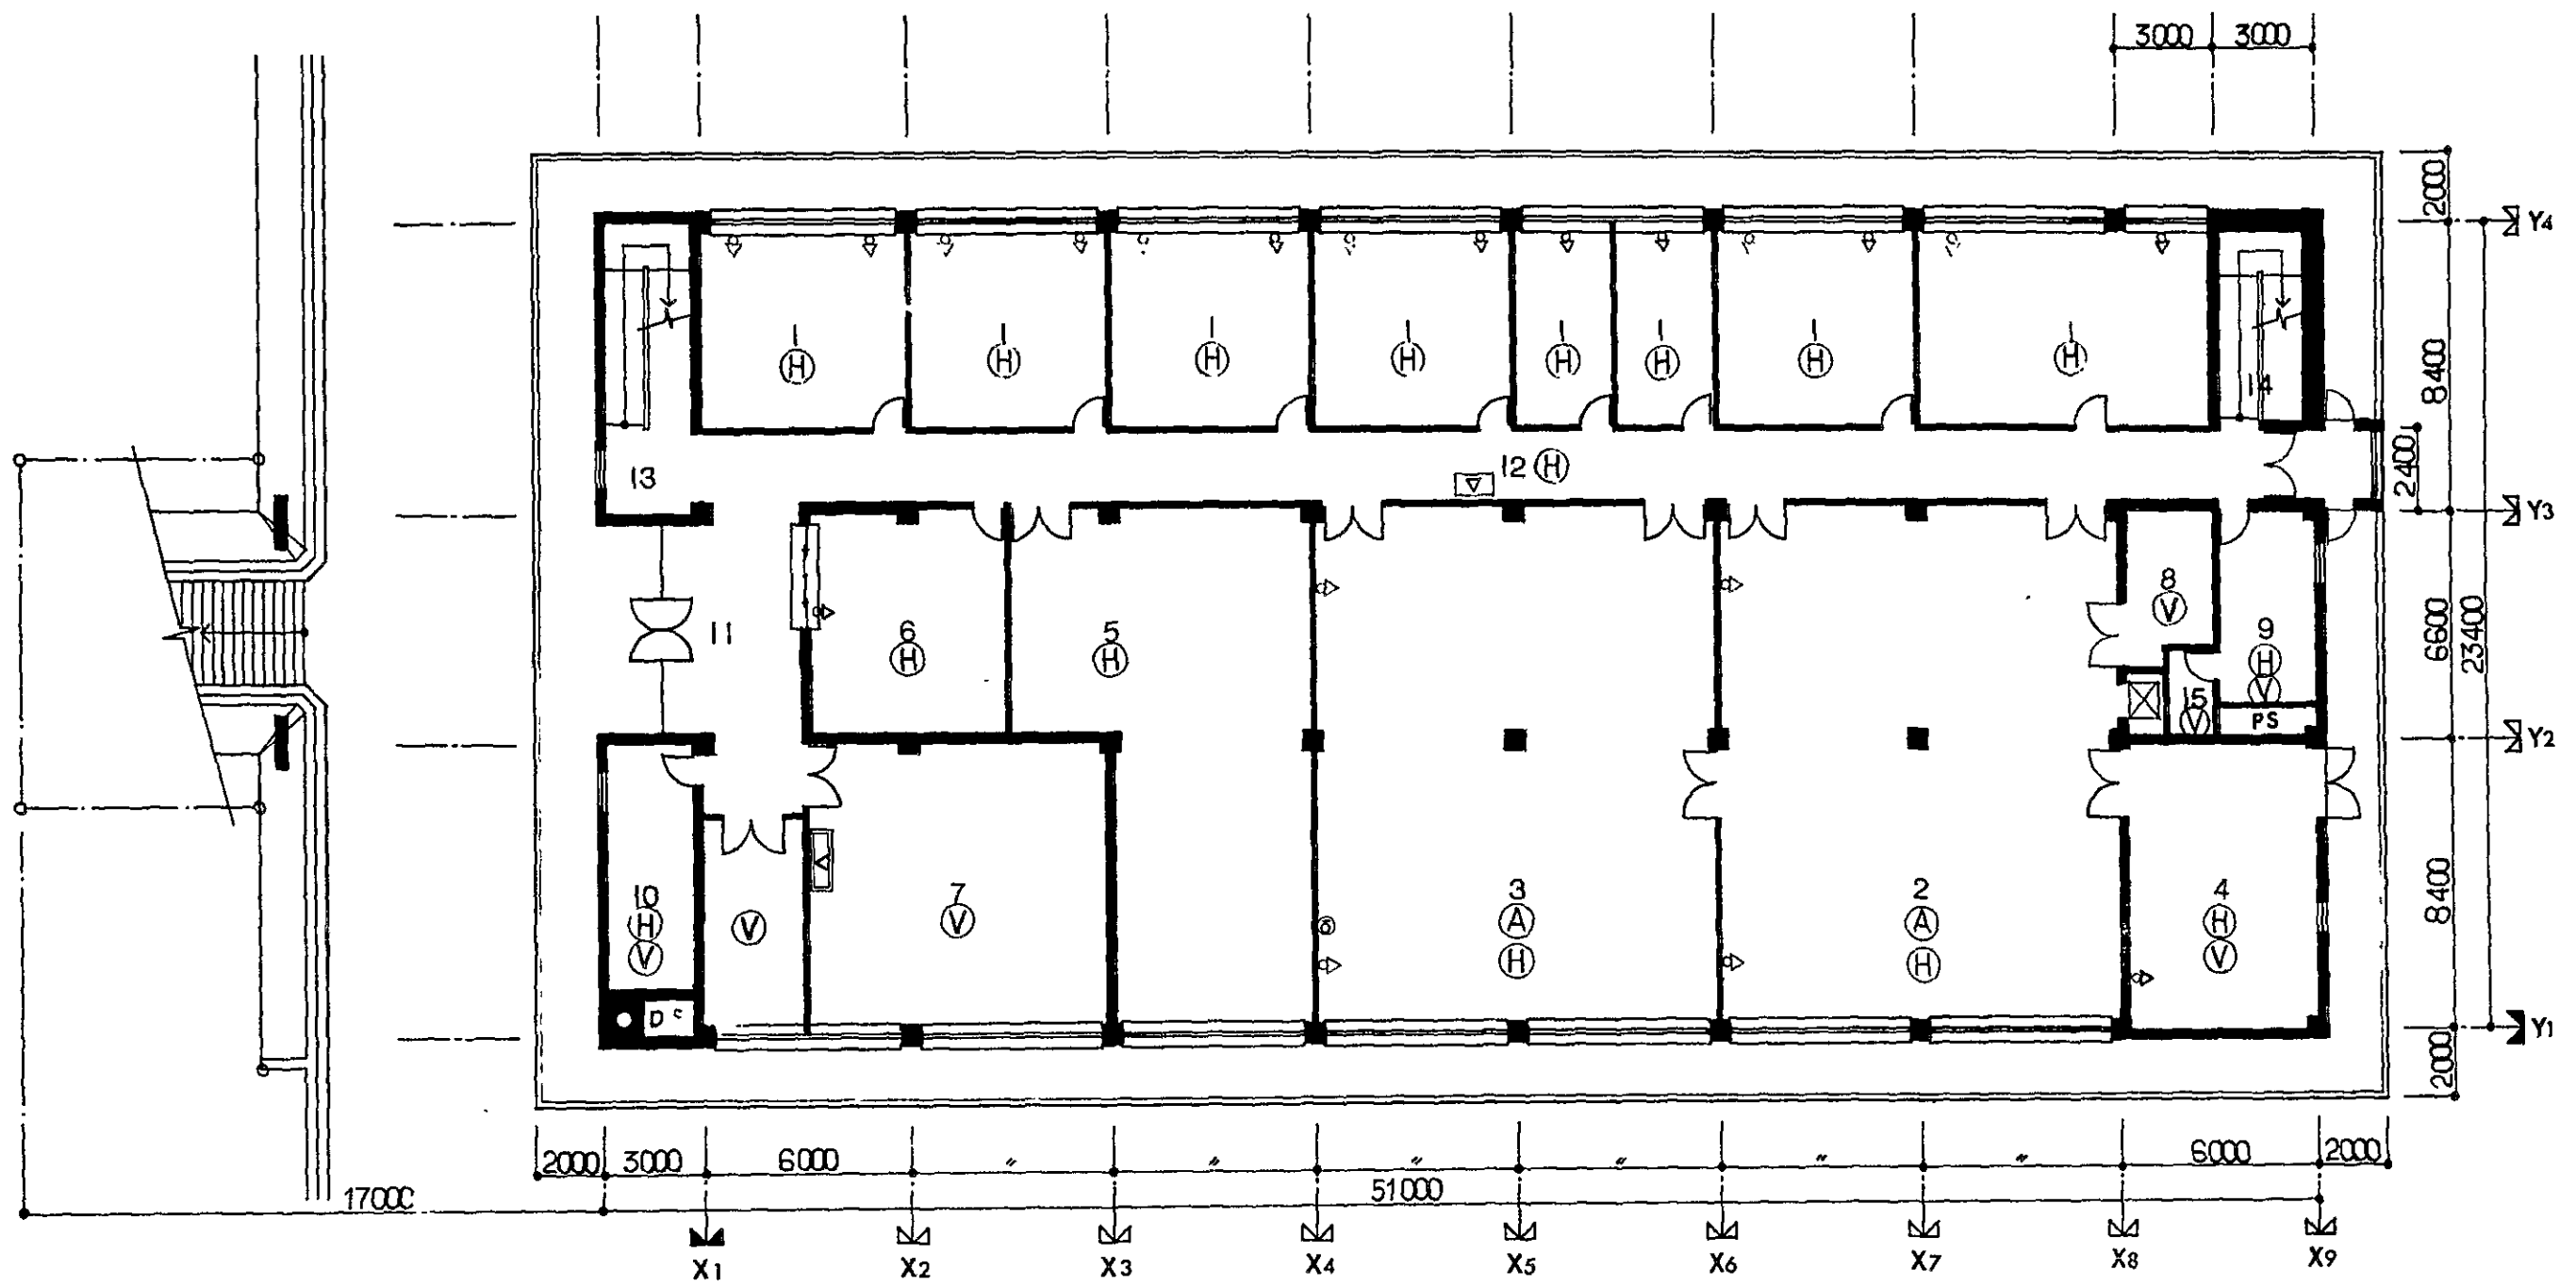 3000 3000
2000
Y4
1 1 1 1 1 1 1 1
H H H H H H H H
14
8400
13
12 H
2400
Y3
11
6 H
5 H
8 V
9 H V
15 V
PS
6600
23400
Y2
10 H V
V
7 V
3 A H
2 A H
4 H V
8400
D
Y1
2000
2000 3000 6000 〃 〃 〃 〃 〃 〃 6000 2000
17000 51000
X1 X2 X3 X4 X5 X6 X7 X8 X9